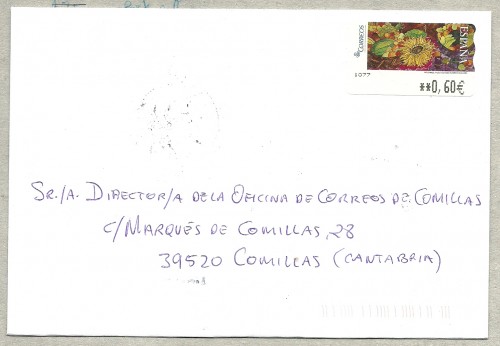 CORREOS
ESPAÑA
1077
**0,60€
SR./A. DIRECTOR/A DE LA OFICINA DE CORREOS DE COMILLAS
C/MARQUÉS DE COMILLAS, 28
39520 COMILLAS (CANTABRIA)